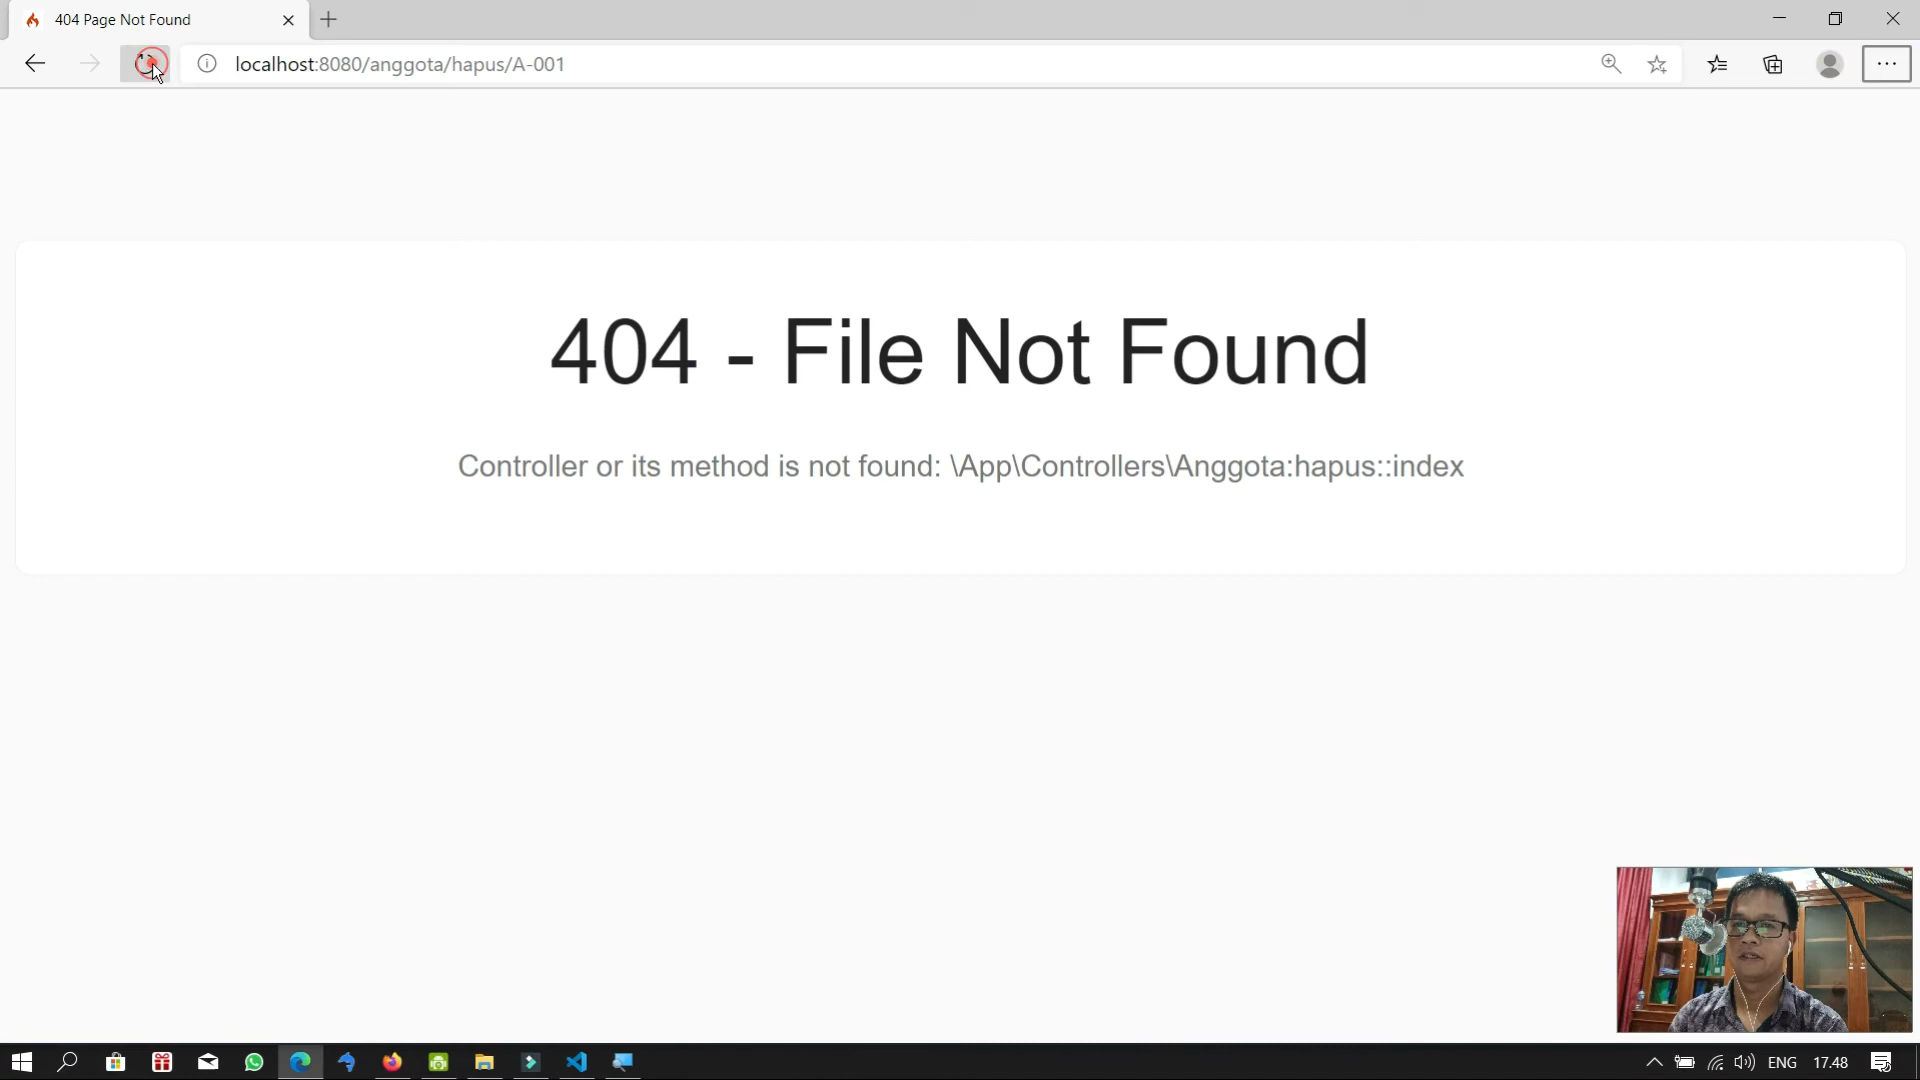 404 Page Not Found
localhost:8080/anggota/hapus/A-001
404 - File Not Found
Controller or its method is not found: \App\Controllers\Anggota:hapus::index
ENG
17.48